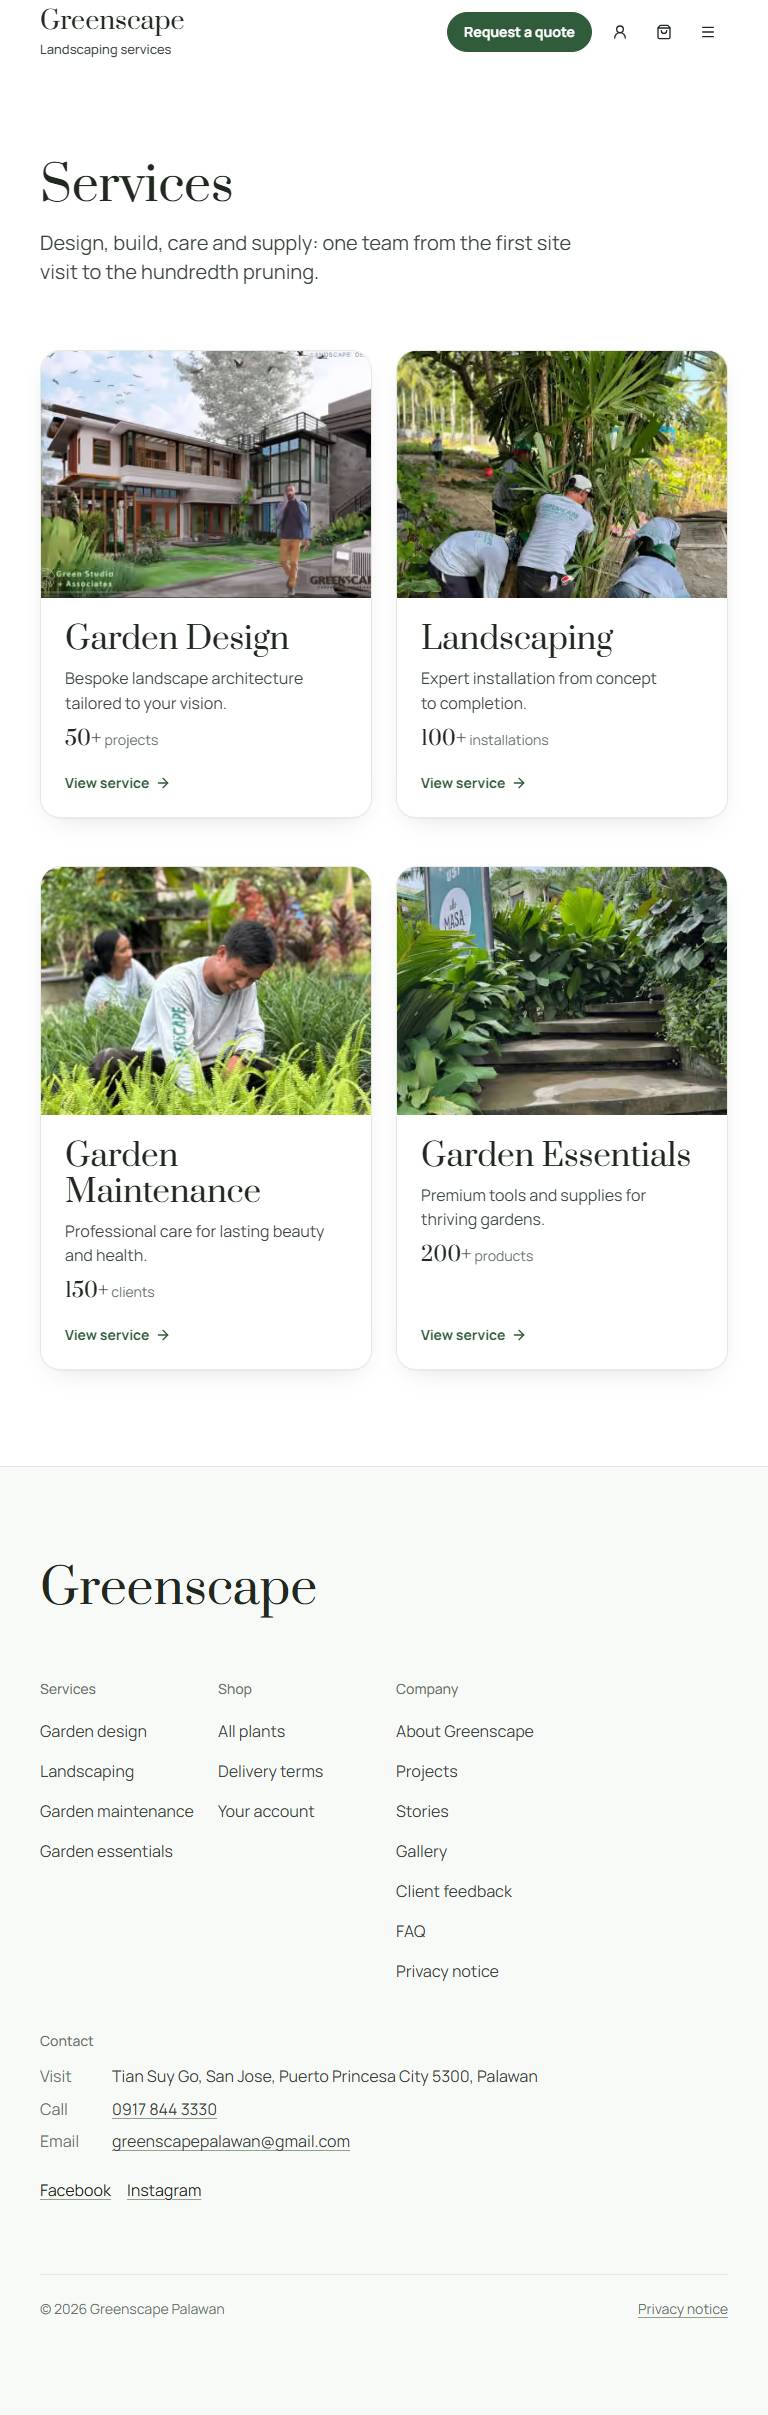 Greenscape
Landscaping services
Request a quote
Services
Design, build, care and supply: one team from the first site
visit to the hundredth pruning.
LANDSCAPE DE
Green Studio
+ Associates
GREENSCAP
Garden Design
Bespoke landscape architecture
tailored to your vision.
50+ projects
View service
GREENSCAPE
Landscaping
Expert installation from concept
to completion.
100+ installations
View service
Garden
Maintenance
Professional care for lasting beauty
and health.
150+ clients
View service
MASA
Garden Essentials
Premium tools and supplies for
thriving gardens.
200+ products
View service
Greenscape
Services
Garden design
Landscaping
Garden maintenance
Garden essentials
Shop
All plants
Delivery terms
Your account
Company
About Greenscape
Projects
Stories
Gallery
Client feedback
FAQ
Privacy notice
Contact
Visit Tian Suy Go, San Jose, Puerto Princesa City 5300, Palawan
Call 0917 844 3330
Email greenscapepalawan@gmail.com
Facebook Instagram
© 2026 Greenscape Palawan
Privacy notice